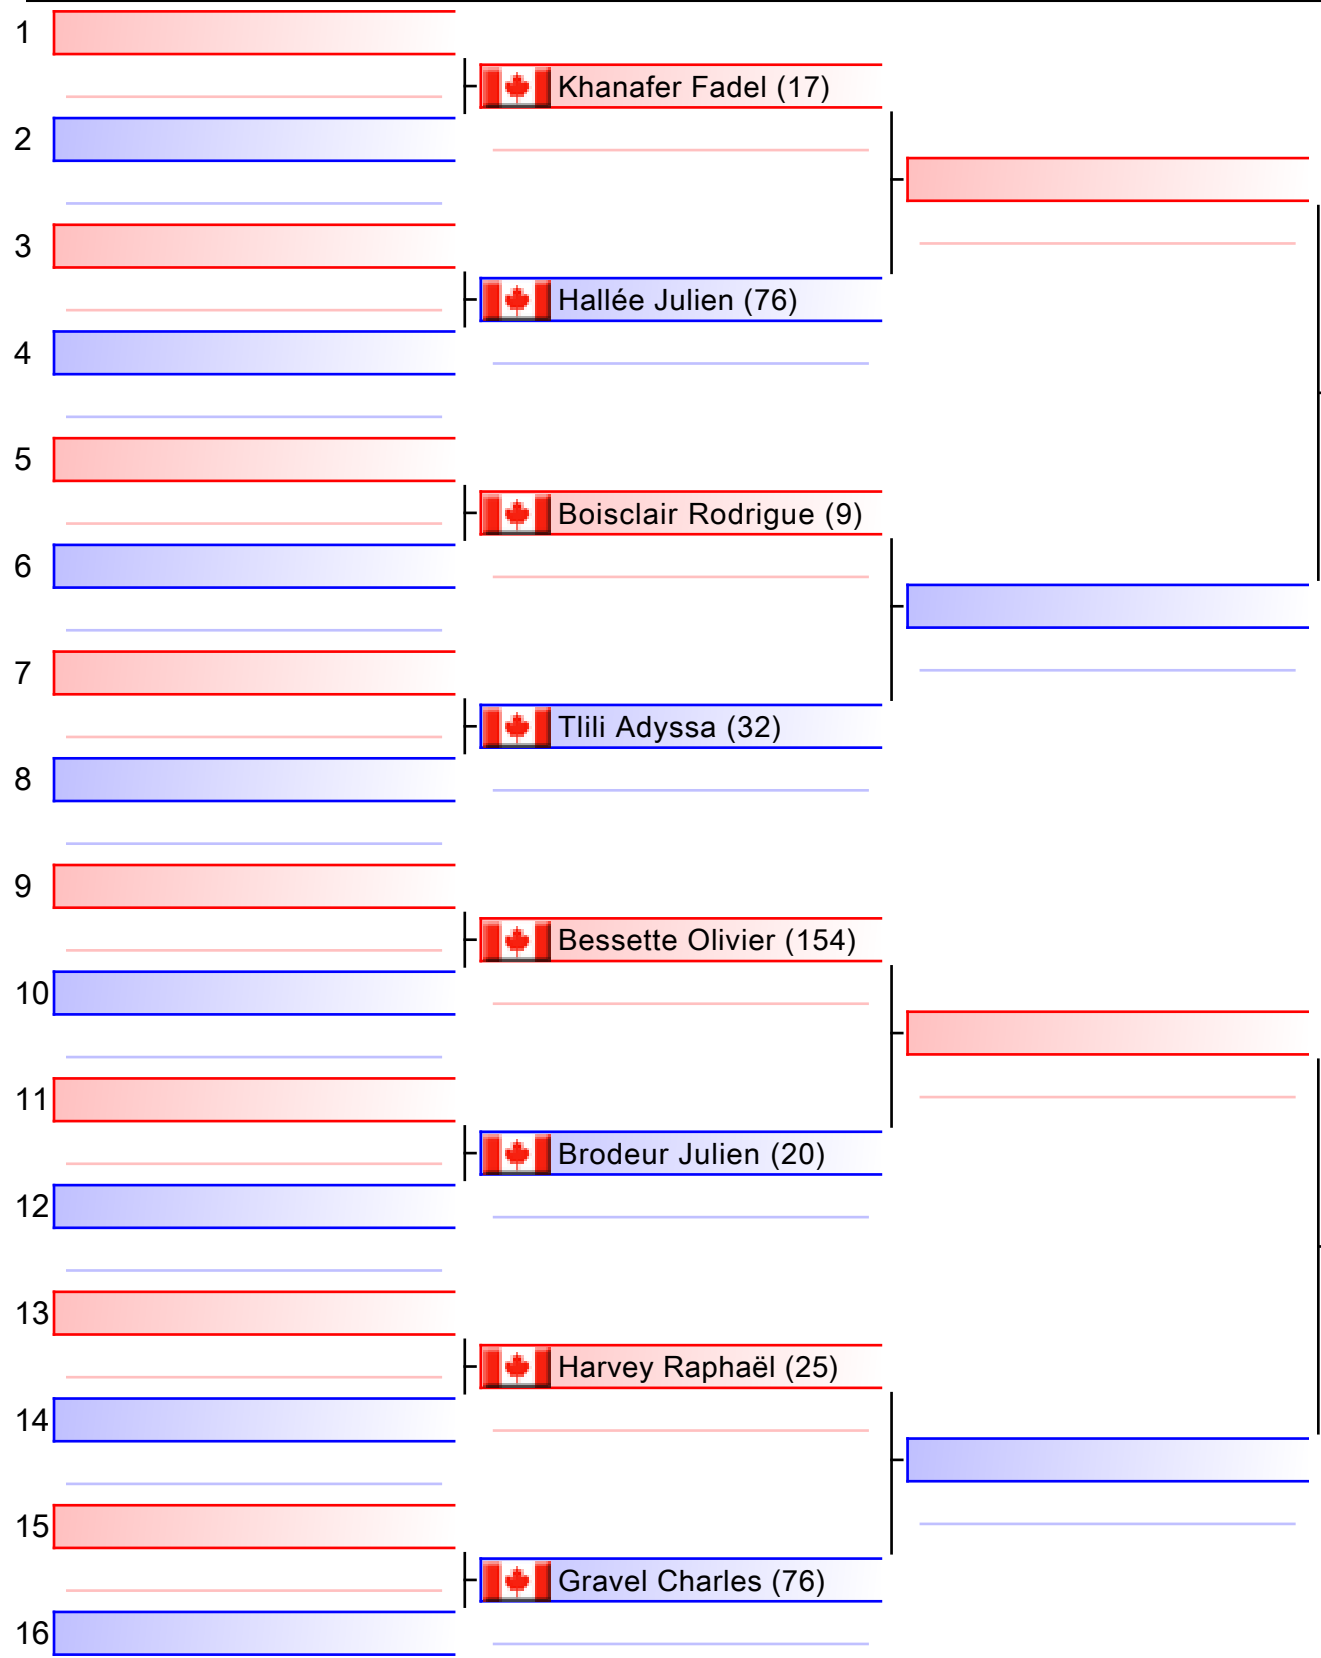 1
Khanafer Fadel (17)
2
3
Hallée Julien (76)
4
5
Boisclair Rodrigue (9)
6
7
Tlili Adyssa (32)
8
9
Bessette Olivier (154)
10
11
Brodeur Julien (20)
12
13
Harvey Raphaël (25)
14
15
Gravel Charles (76)
16